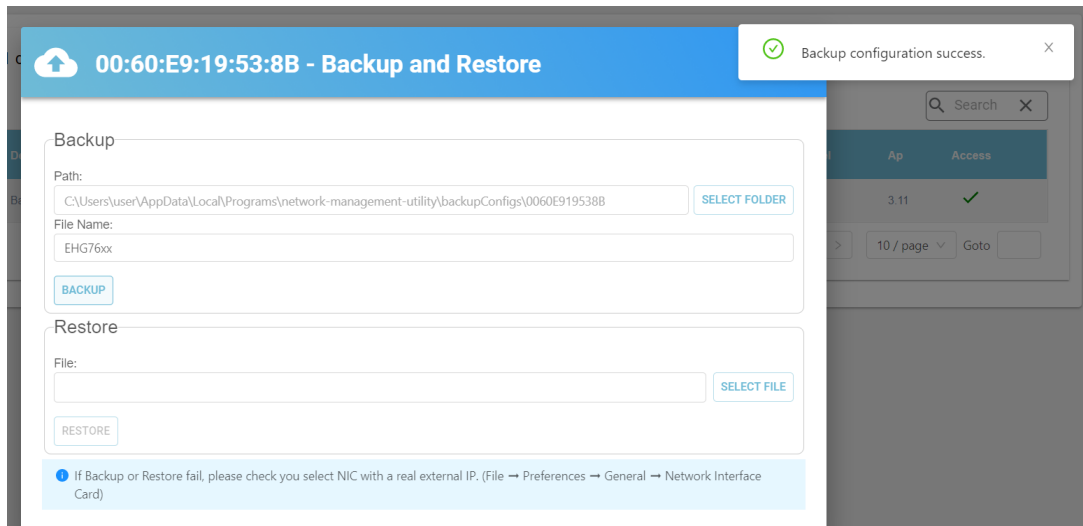 00:60:E9:19:53:8B - Backup and Restore
Backup configuration success.
Search
Ap
Access
3.11
10 / page
Goto
Backup
Path:
C:\Users\user\AppData\Local\Programs\network-management-utility\backupConfigs\0060E919538B
SELECT FOLDER
File Name:
EHG76xx
BACKUP
Restore
File:
SELECT FILE
RESTORE
If Backup or Restore fail, please check you select NIC with a real external IP. (File → Preferences → General → Network Interface
Card)